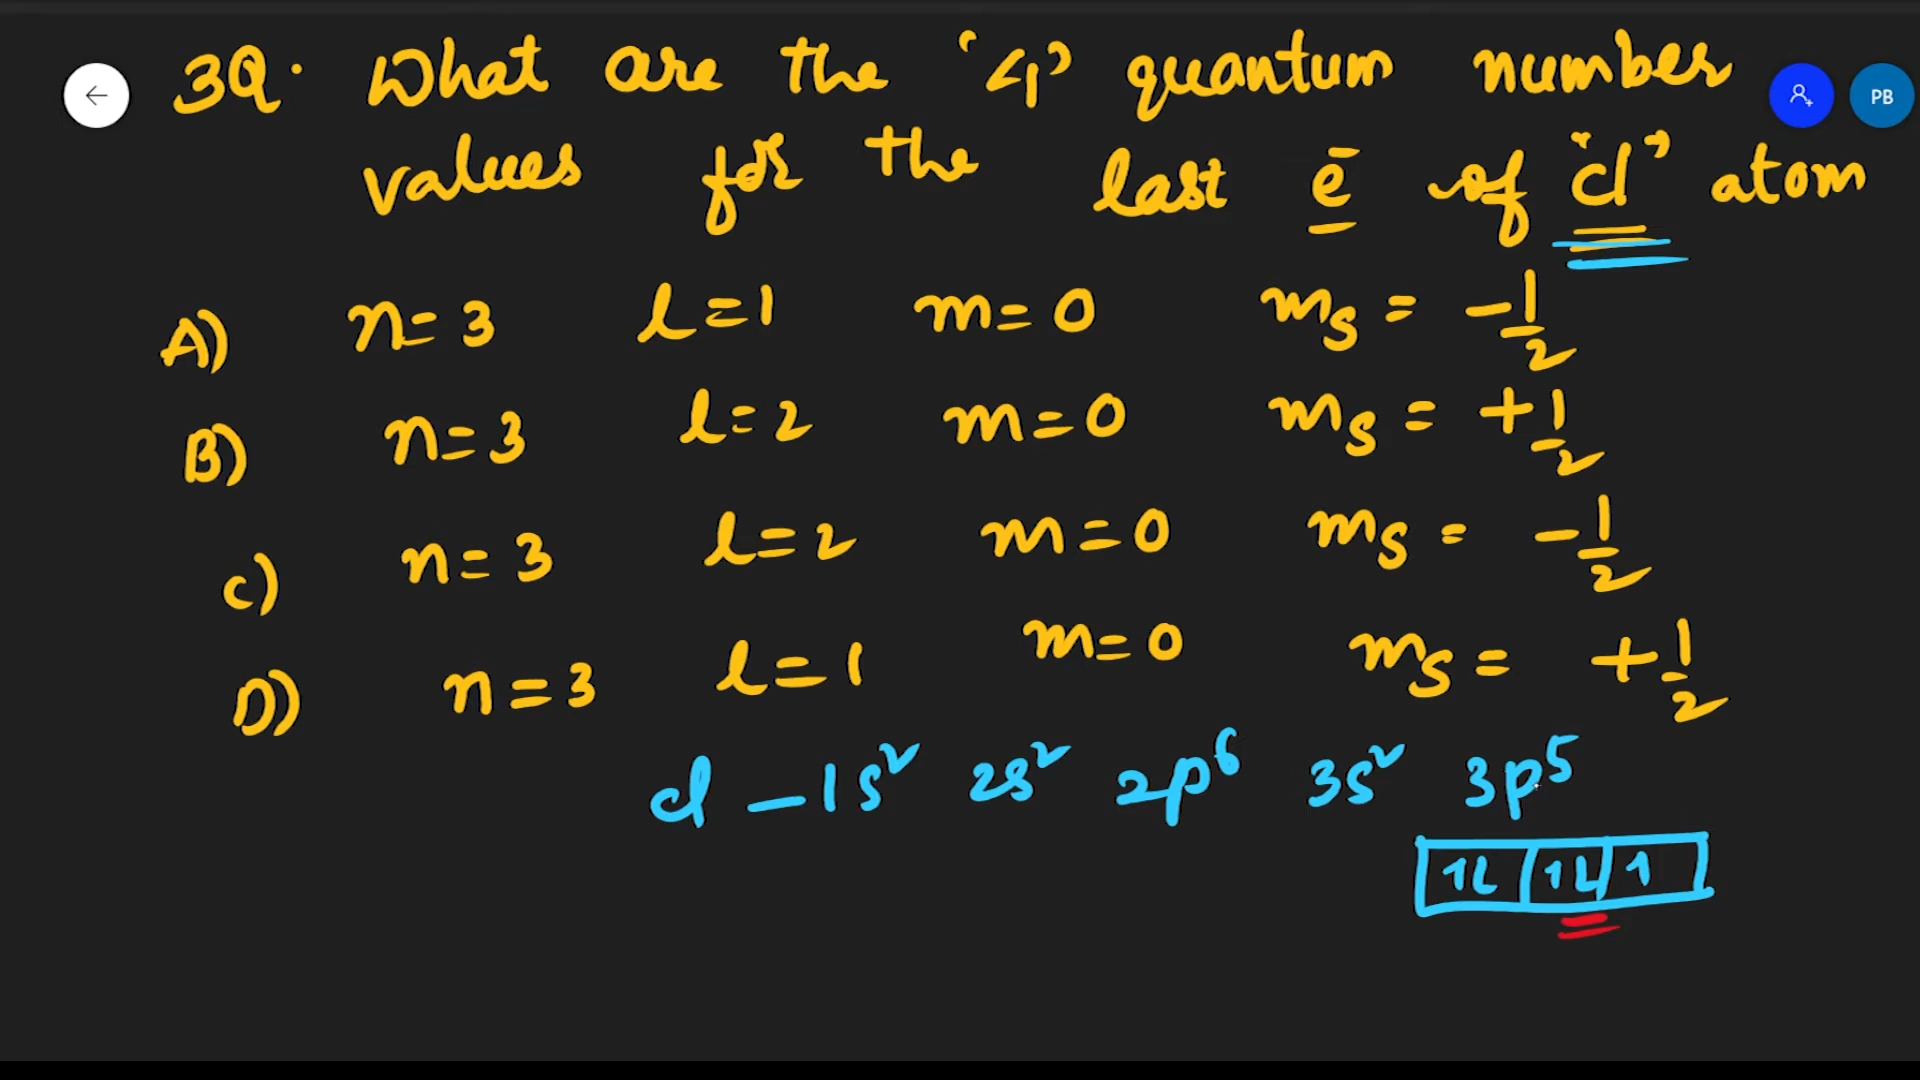 3Q. What are the '4' quantum number PB
values for the last ē of 'cl' atom
A) n=3 l=1 m=0 ms = -1/2
B) n=3 l=2 m=0 ms = +1/2
C) n=3 l=2 m=0 ms = -1/2
D) n=3 l=1 m=0 ms = +1/2
cl - 1s² 2s² 2p⁶ 3s² 3p⁵
1L 1L 1